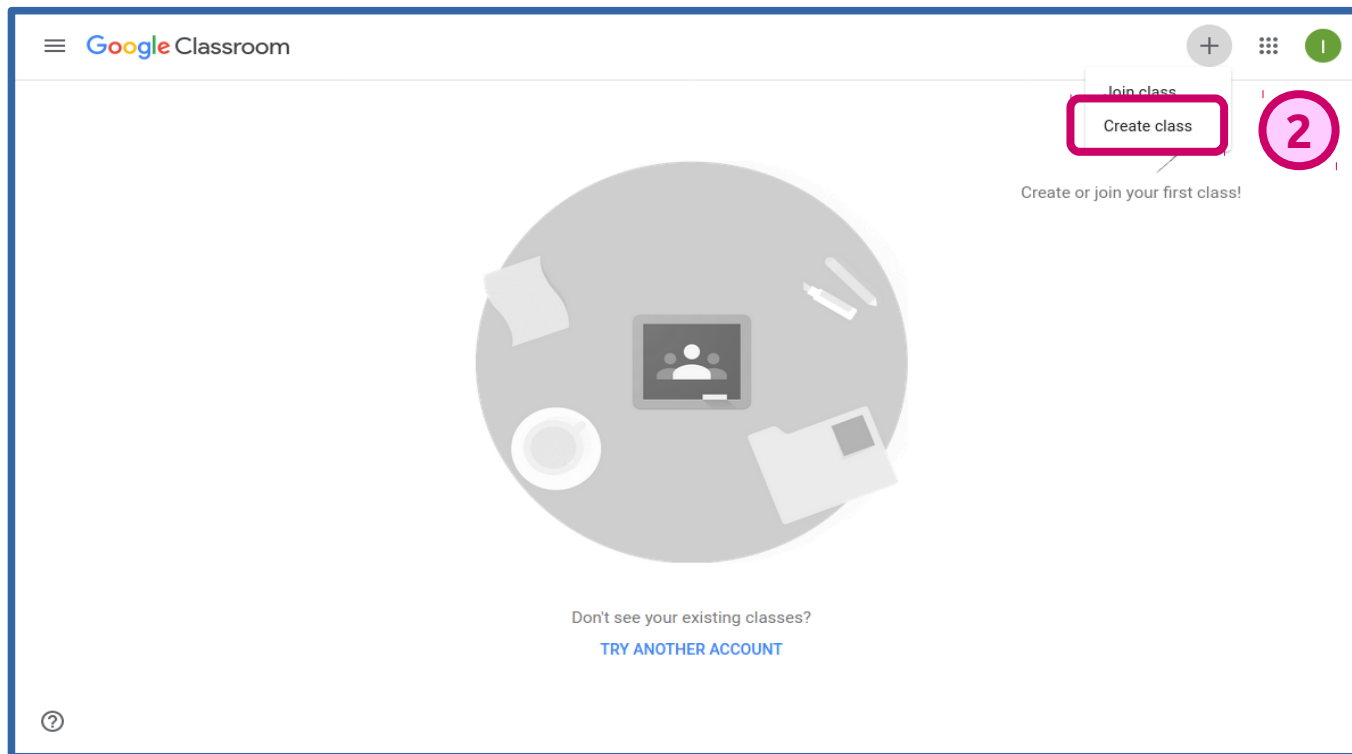 Google Classroom
I
Join class
Create class
2
Create or join your first class!
Don't see your existing classes?
TRY ANOTHER ACCOUNT